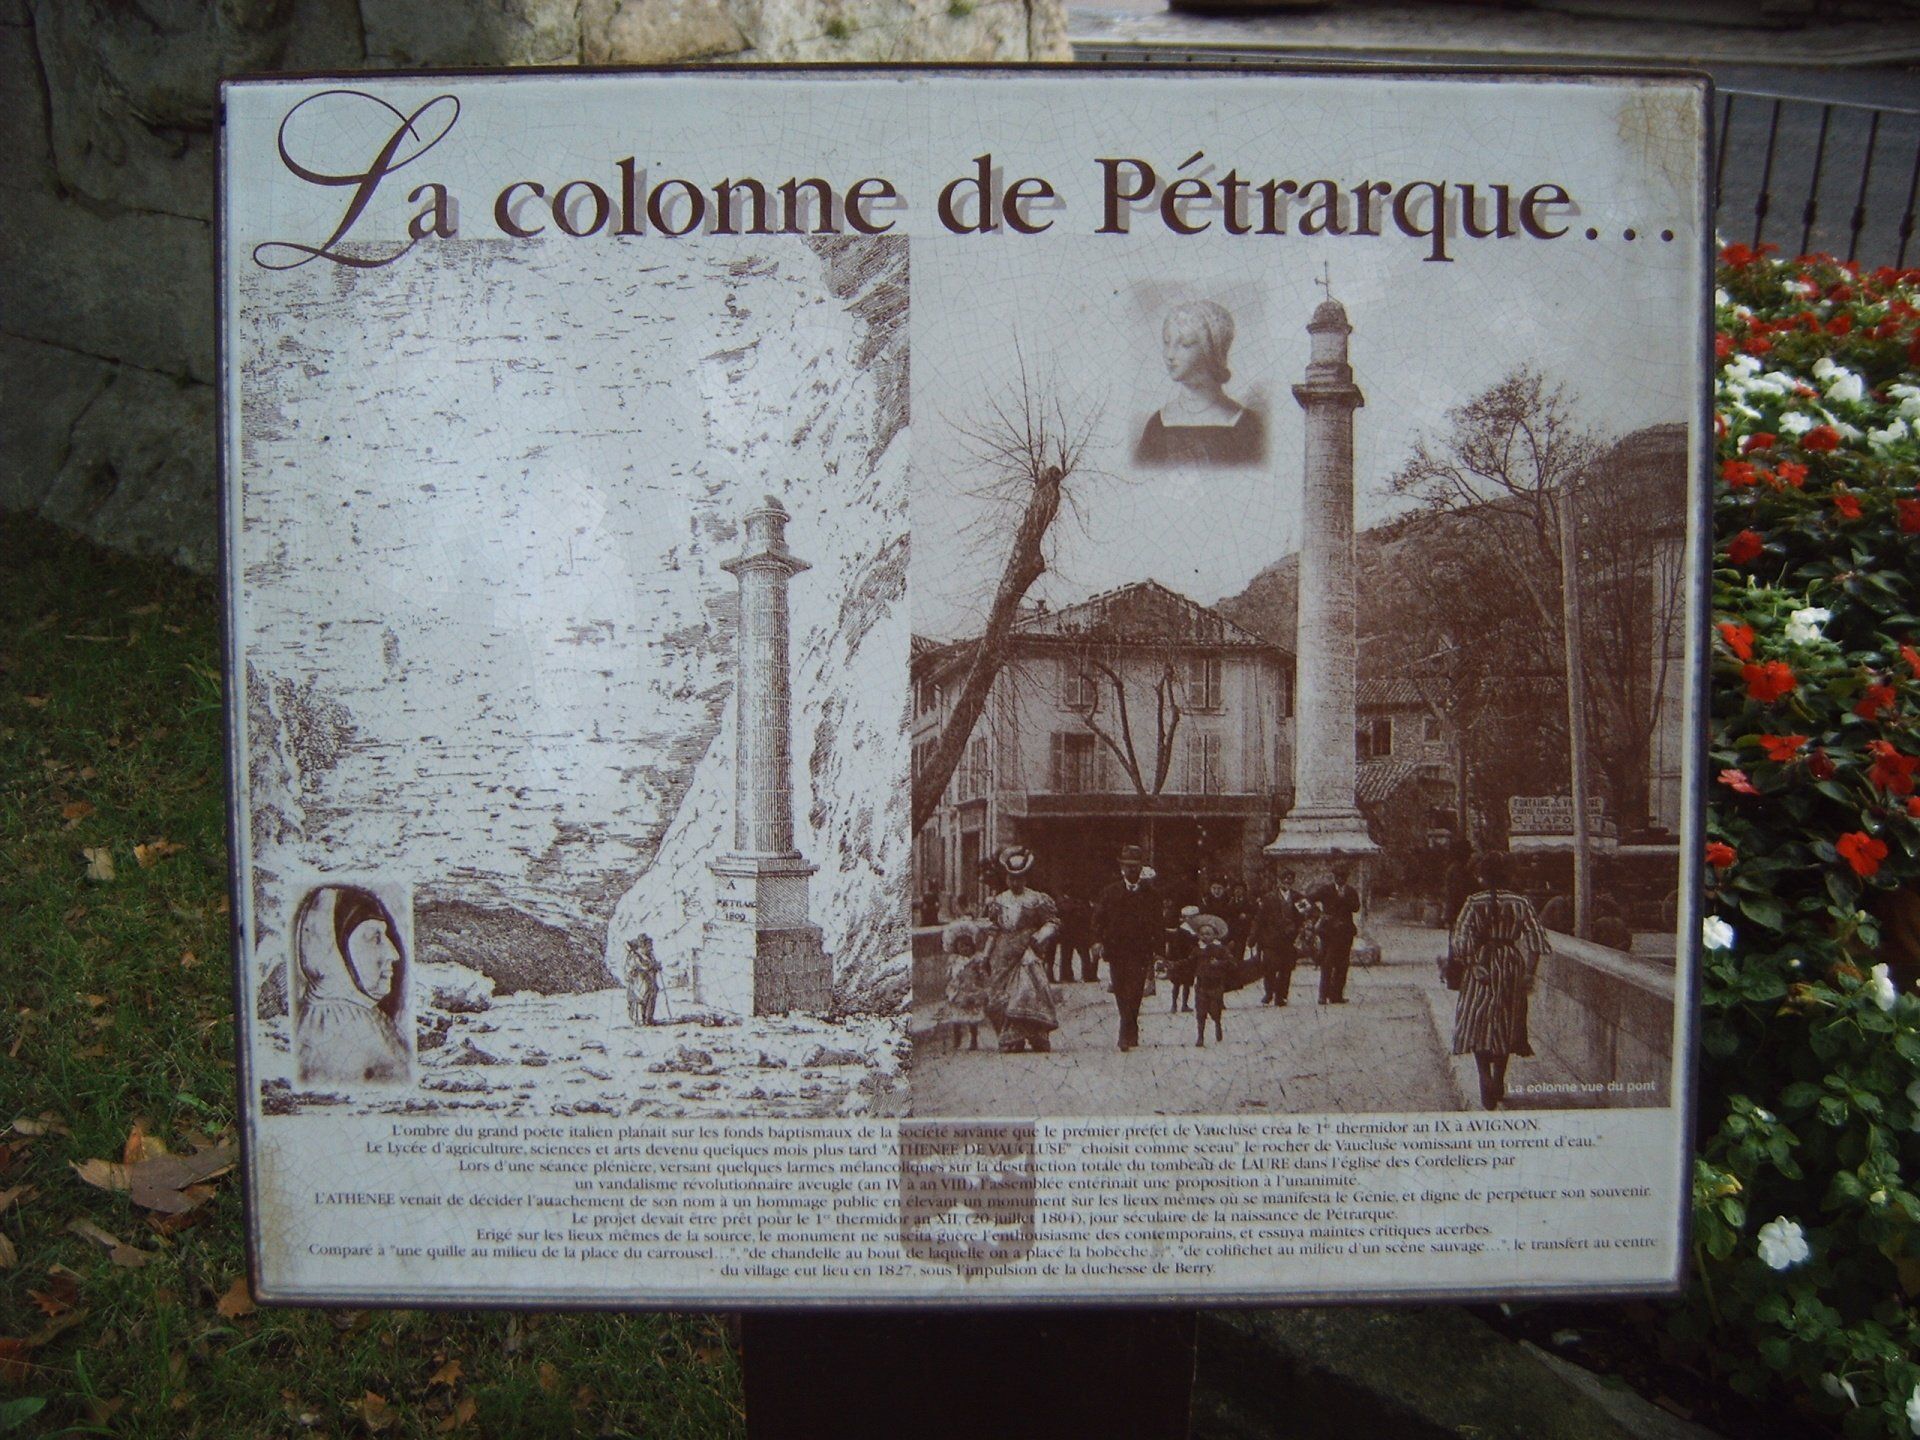 La colonne de Pétrarque...
A
PETRARQ
1809
FONTAINE de VAUCLUSE
C. LAFO
La colonne vue du pont
L'ombre du grand poète italien planait sur les fonds baptismaux de la société savante que le premier préfet de Vaucluse créa le 1er thermidor an IX à AVIGNON.
Le Lycée d'agriculture, sciences et arts devenu quelques mois plus tard "ATHENEE DE VAUCLUSE" choisit comme sceau" le rocher de Vaucluse vomissant un torrent d'eau."
Lors d'une séance plénière, versant quelques larmes mélancoliques sur la destruction totale du tombeau de LAURE dans l'église des Cordeliers par
un vandalisme révolutionnaire aveugle (an IV à an VIII), l'assemblée entérinait une proposition à l'unanimité.
L'ATHENEE venait de décider l'attachement de son nom à un hommage public en élevant un monument sur les lieux mêmes où se manifesta le Génie, et digne de perpétuer son souvenir.
Le projet devait être prêt pour le 1er thermidor an XII, (20 juillet 1804), jour séculaire de la naissance de Pétrarque.
Erigé sur les lieux mêmes de la source, le monument ne suscita guère l'enthousiasme des contemporains, et essuya maintes critiques acerbes.
Comparé à "une quille au milieu de la place du carrousel...", "de chandelle au bout de laquelle on a placé la bobèche...", "de colifichet au milieu d'un scène sauvage...", le transfert au centre
du village eut lieu en 1827, sous l'impulsion de la duchesse de Berry.